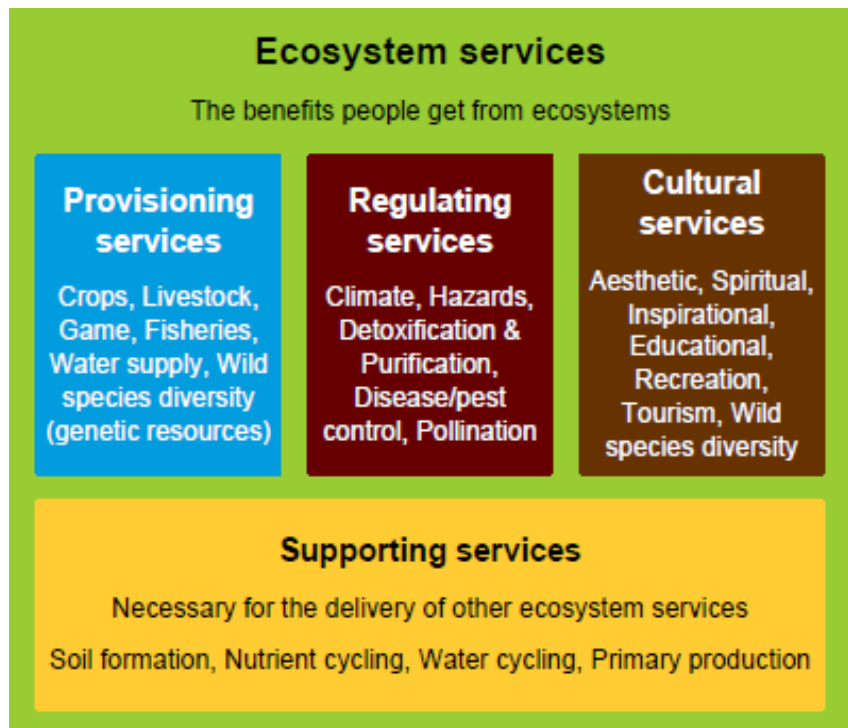 Ecosystem services
The benefits people get from ecosystems
Provisioning
services
Crops, Livestock,
Game, Fisheries,
Water supply, Wild
species diversity
(genetic resources)
Regulating
services
Climate, Hazards,
Detoxification &
Purification,
Disease/pest
control, Pollination
Cultural
services
Aesthetic, Spiritual,
Inspirational,
Educational,
Recreation,
Tourism, Wild
species diversity
Supporting services
Necessary for the delivery of other ecosystem services
Soil formation, Nutrient cycling, Water cycling, Primary production